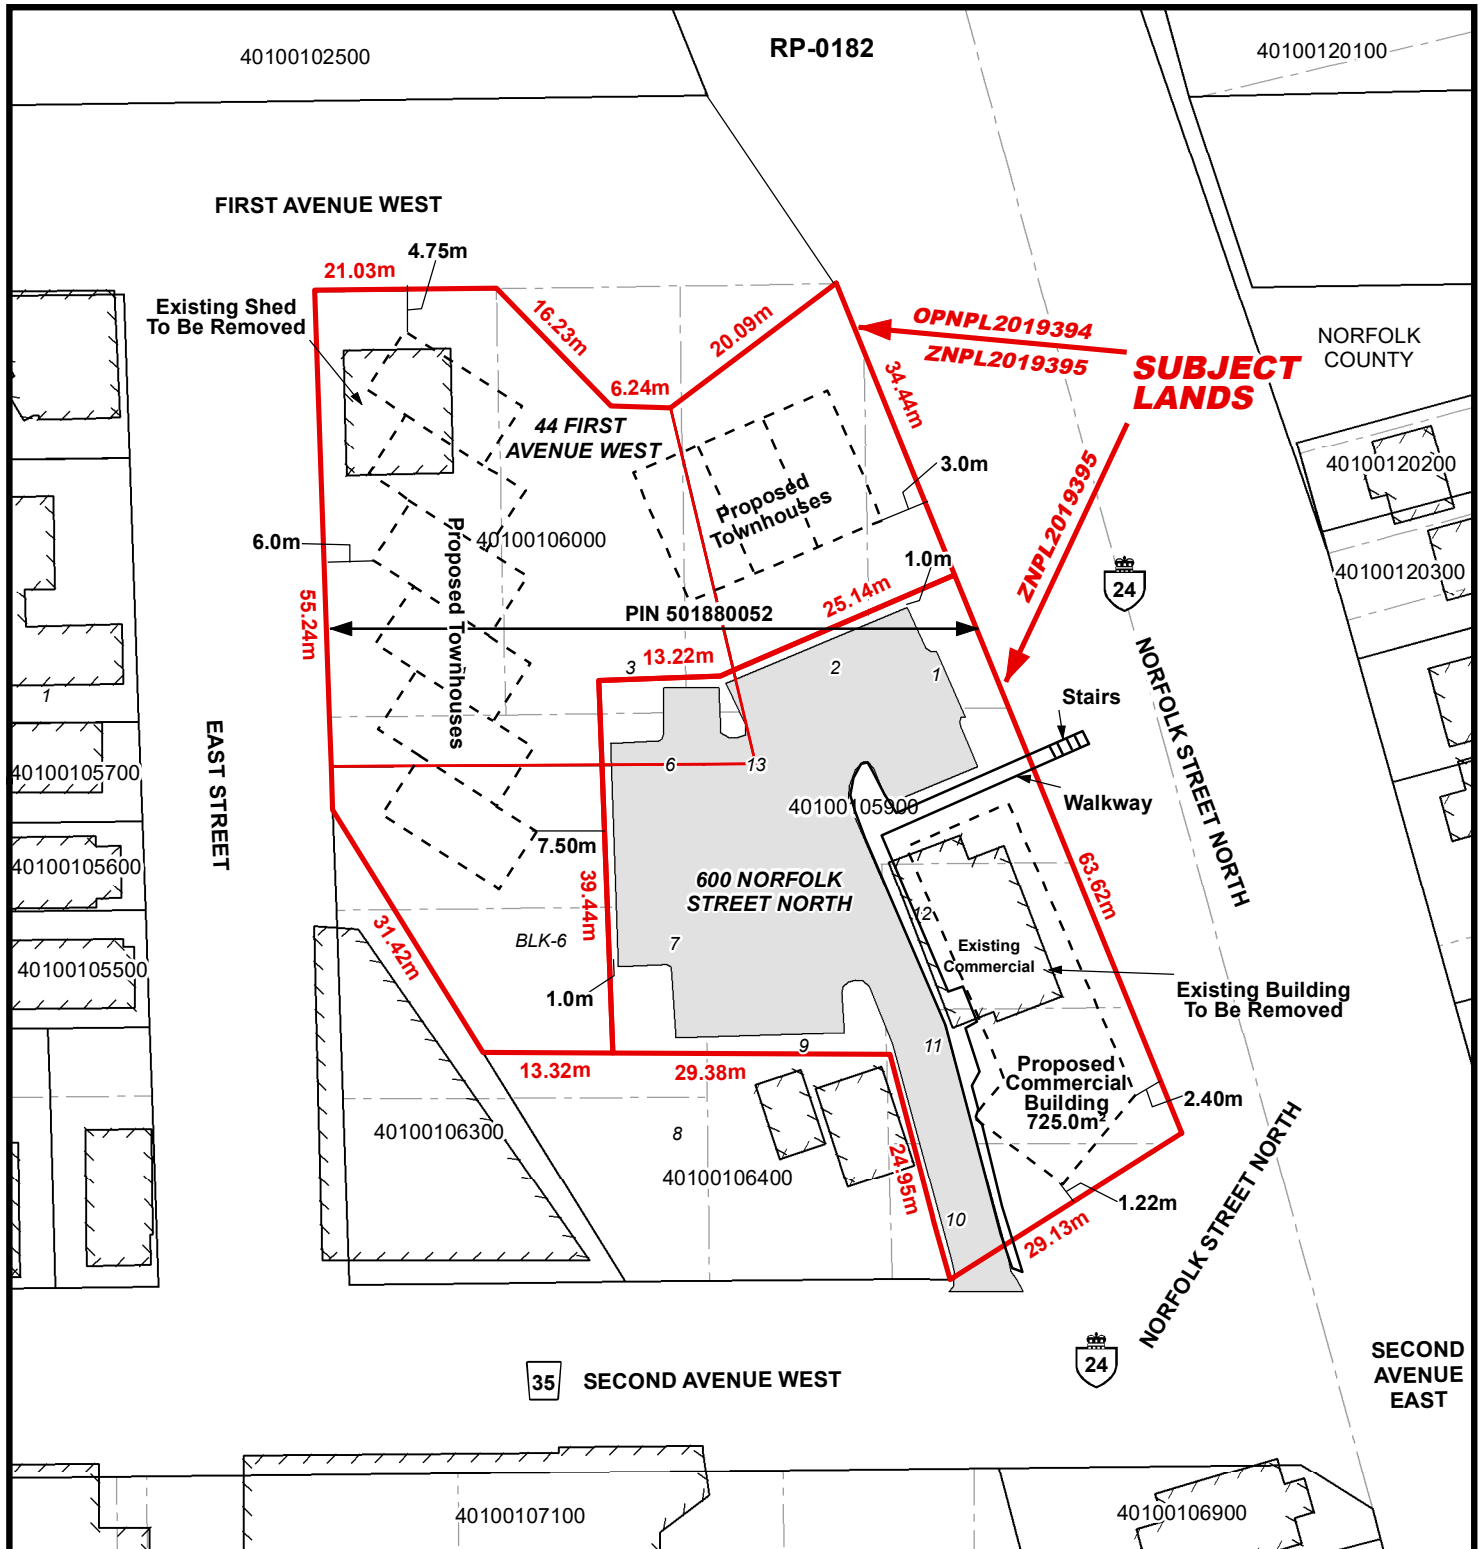 40100102500
RP-0182
40100120100
FIRST AVENUE WEST
4.75m
21.03m
Existing Shed
To Be Removed
16.23m
20.09m
OPNPL2019394
ZNPL2019395
SUBJECT
LANDS
NORFOLK
COUNTY
6.24m
34.44m
44 FIRST
AVENUE WEST
3.0m
40100120200
Proposed
Townhouses
ZNPL2019395
6.0m
Proposed Townhouses
40100106000
1.0m
40100120300
24
55.24m
25.14m
PIN 501880052
13.22m
3
2
1
1
NORFOLK STREET NORTH
Stairs
EAST STREET
40100105700
6
13
40100105900
Walkway
7.50m
40100105600
39.44m
600 NORFOLK
STREET NORTH
63.62m
12
31.42m
BLK-6
7
Existing
Commercial
40100105500
1.0m
Existing Building
To Be Removed
9
11
13.32m
29.38m
Proposed
Commercial
Building
725.0m²
2.40m
40100106300
8
40100106400
24.95m
10
1.22m
29.13m
NORFOLK STREET NORTH
35
SECOND AVENUE WEST
24
SECOND
AVENUE
EAST
40100107100
40100106900